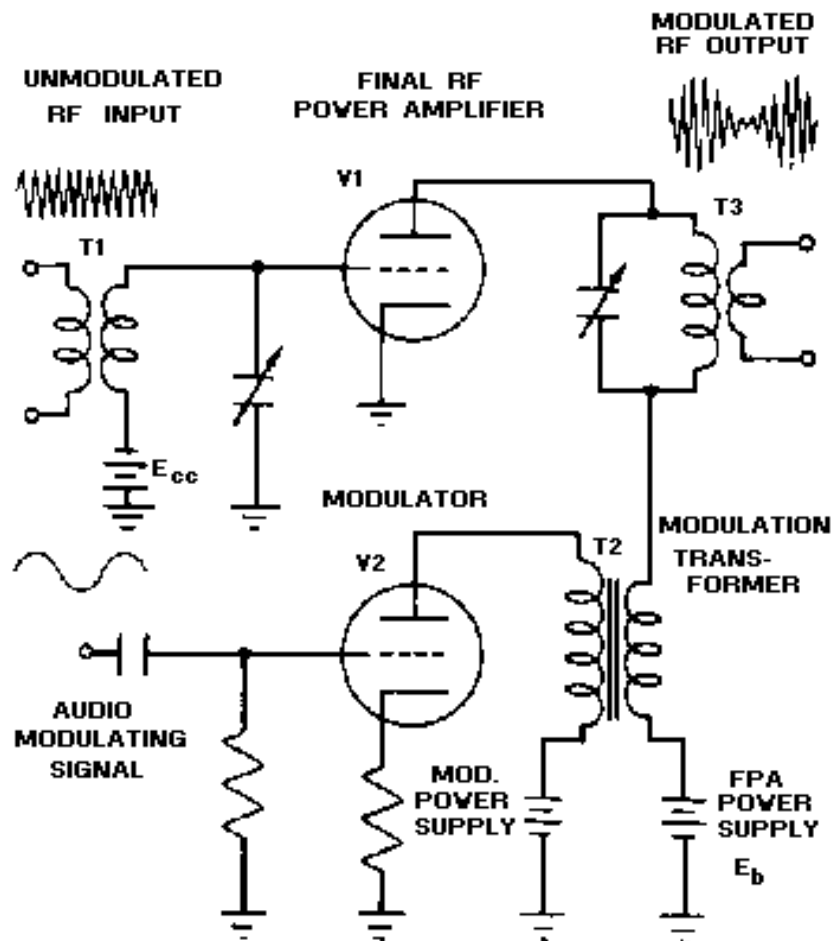 MODULATED
RF OUTPUT
UNMODULATED
RF INPUT
FINAL RF
POWER AMPLIFIER
V1
T3
T1
Ecc
MODULATOR
MODULATION
TRANS-
FORMER
T2
V2
AUDIO
MODULATING
SIGNAL
MOD.
POWER
SUPPLY
FPA
POWER
SUPPLY
Eb